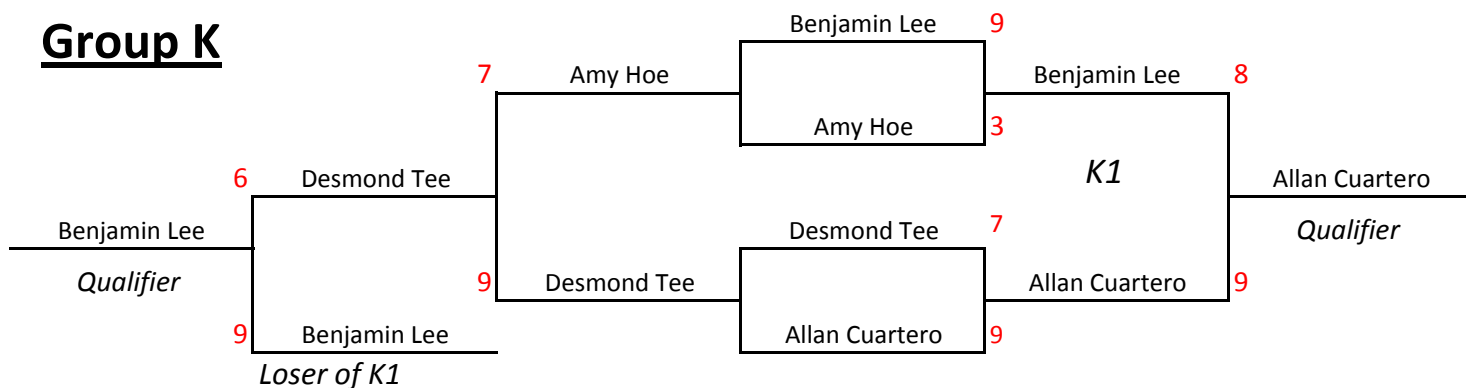 Group K
Benjamin Lee 9
7 Amy Hoe
Benjamin Lee 8
Amy Hoe 3
K1
6 Desmond Tee
Allan Cuartero
Qualifier
Benjamin Lee
Qualifier
Desmond Tee 7
9 Desmond Tee
Allan Cuartero 9
9 Benjamin Lee
Loser of K1
Allan Cuartero 9